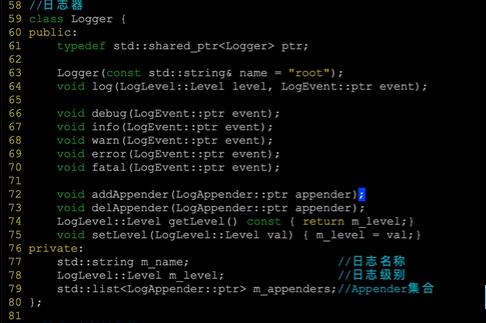 58 //日志器
59 class Logger {
60 public:
61     typedef std::shared_ptr<Logger> ptr;
62
63     Logger(const std::string& name = "root");
64     void log(LogLevel::Level level, LogEvent::ptr event);
65
66     void debug(LogEvent::ptr event);
67     void info(LogEvent::ptr event);
68     void warn(LogEvent::ptr event);
69     void error(LogEvent::ptr event);
70     void fatal(LogEvent::ptr event);
71
72     void addAppender(LogAppender::ptr appender);
73     void delAppender(LogAppender::ptr appender);
74     LogLevel::Level getLevel() const { return m_level;}
75     void setLevel(LogLevel::Level val) { m_level = val;}
76 private:
77     std::string m_name;                    //日志名称
78     LogLevel::Level m_level;               //日志级别
79     std::list<LogAppender::ptr> m_appenders;//Appender集合
80 };
81